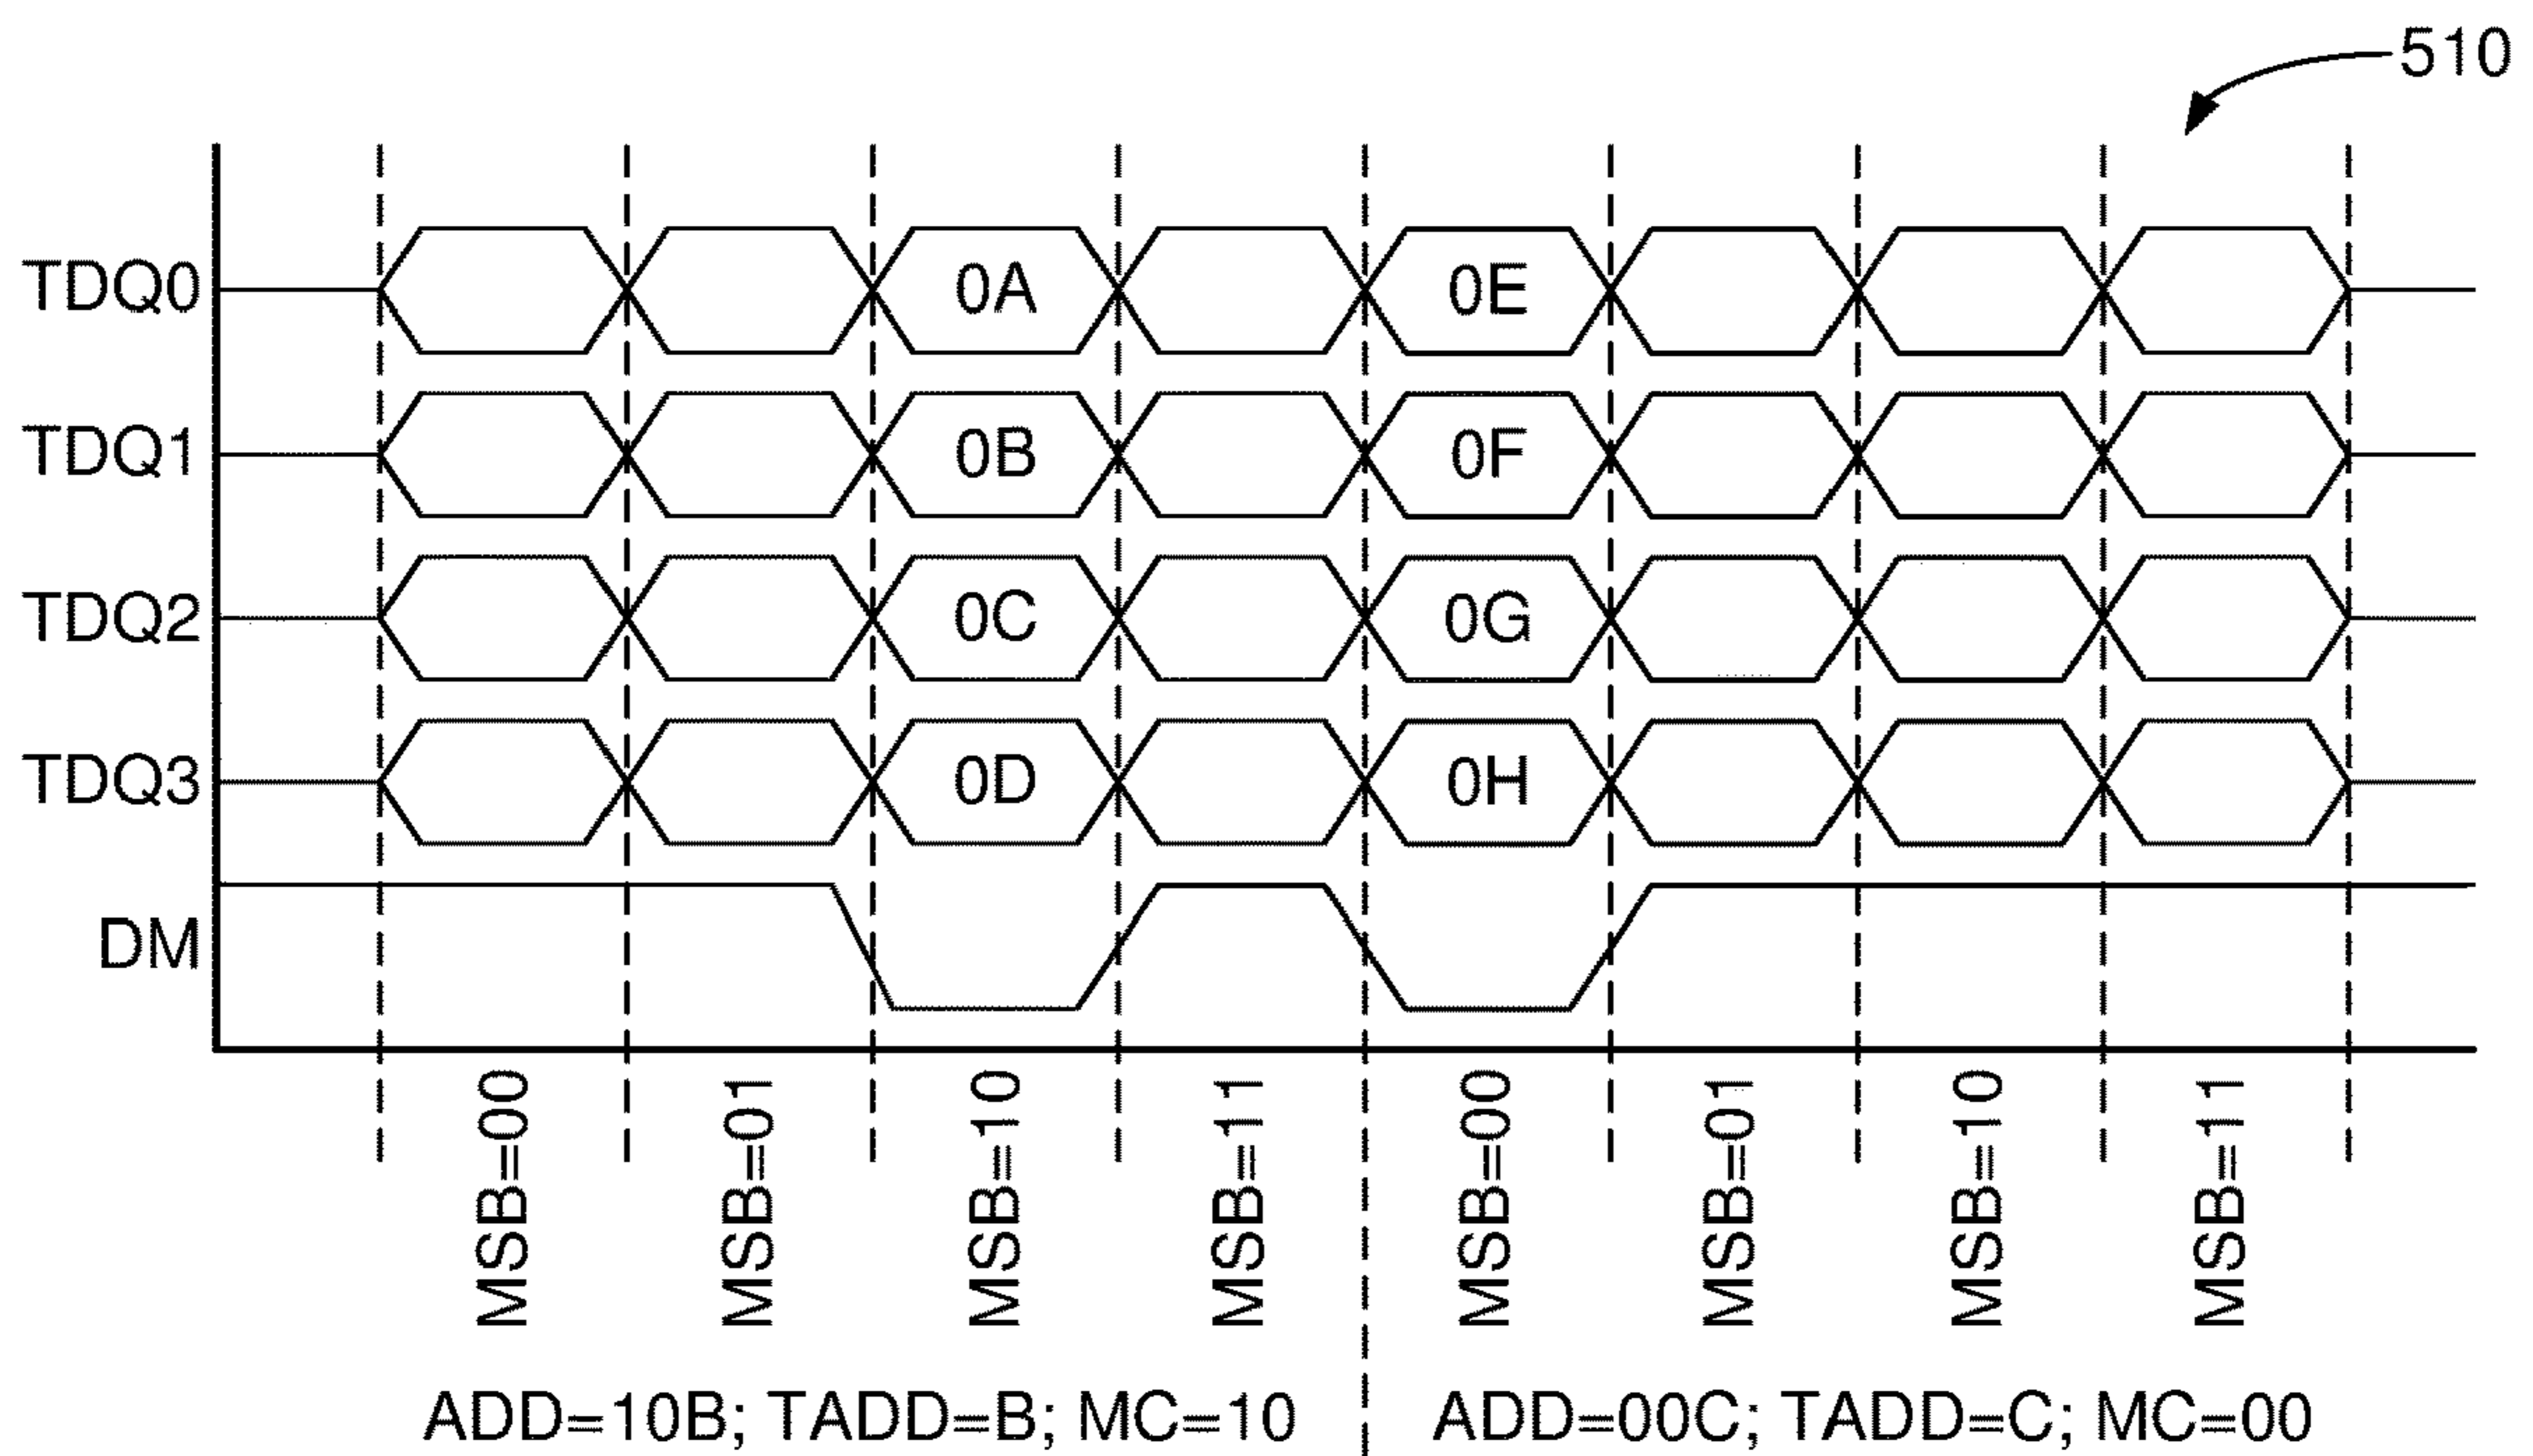 510
TDQ0 0A 0E
TDQ1 0B 0F
TDQ2 0C 0G
TDQ3 0D 0H
DM
MSB=00
MSB=01
MSB=10
MSB=11
MSB=00
MSB=01
MSB=10
MSB=11
ADD=10B; TADD=B; MC=10
ADD=00C; TADD=C; MC=00